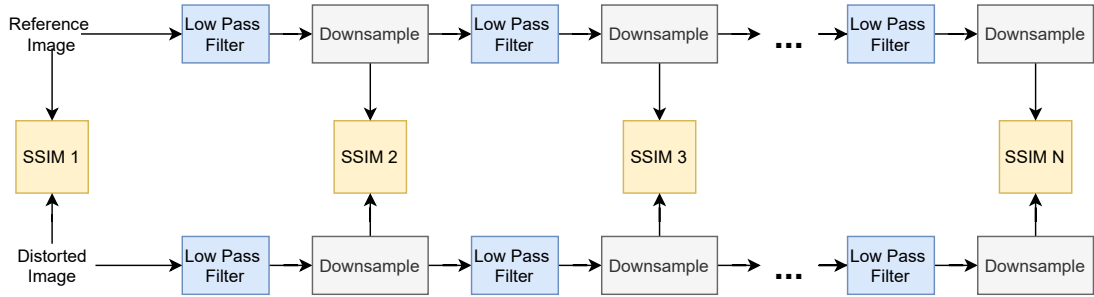 Reference
Image
Low Pass
Filter
Downsample
Low Pass
Filter
Downsample
...
Low Pass
Filter
Downsample
SSIM 1
SSIM 2
SSIM 3
SSIM N
Distorted
Image
Low Pass
Filter
Downsample
Low Pass
Filter
Downsample
...
Low Pass
Filter
Downsample